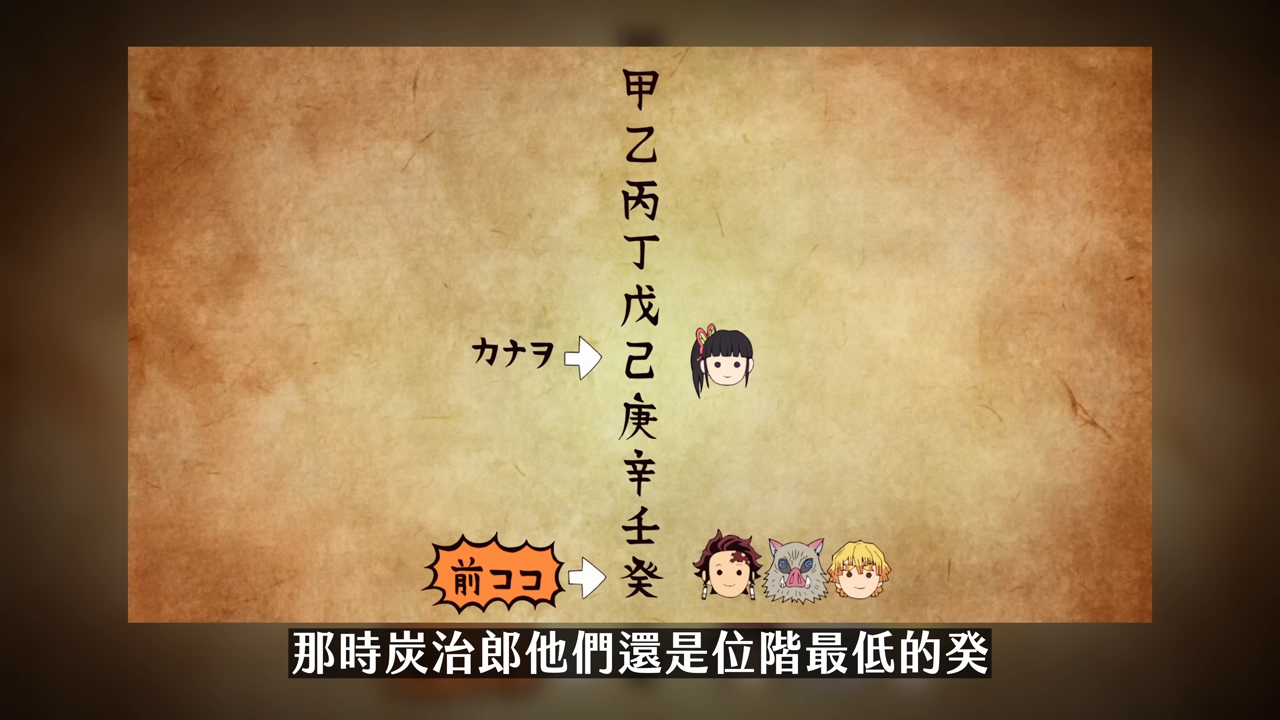 甲
乙
丙
丁
戊
カナヲ
己
庚
辛
壬
前ココ
癸
那時炭治郎他們還是位階最低的癸